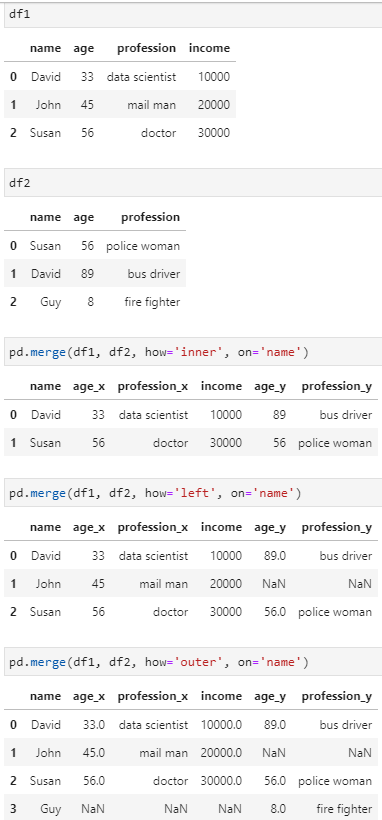 df1
name age profession income
0 David 33 data scientist 10000
1 John 45 mail man 20000
2 Susan 56 doctor 30000
df2
name age profession
0 Susan 56 police woman
1 David 89 bus driver
2 Guy 8 fire fighter
pd.merge(df1, df2, how='inner', on='name')
name age_x profession_x income age_y profession_y
0 David 33 data scientist 10000 89 bus driver
1 Susan 56 doctor 30000 56 police woman
pd.merge(df1, df2, how='left', on='name')
name age_x profession_x income age_y profession_y
0 David 33 data scientist 10000 89.0 bus driver
1 John 45 mail man 20000 NaN NaN
2 Susan 56 doctor 30000 56.0 police woman
pd.merge(df1, df2, how='outer', on='name')
name age_x profession_x income age_y profession_y
0 David 33.0 data scientist 10000.0 89.0 bus driver
1 John 45.0 mail man 20000.0 NaN NaN
2 Susan 56.0 doctor 30000.0 56.0 police woman
3 Guy NaN NaN NaN 8.0 fire fighter